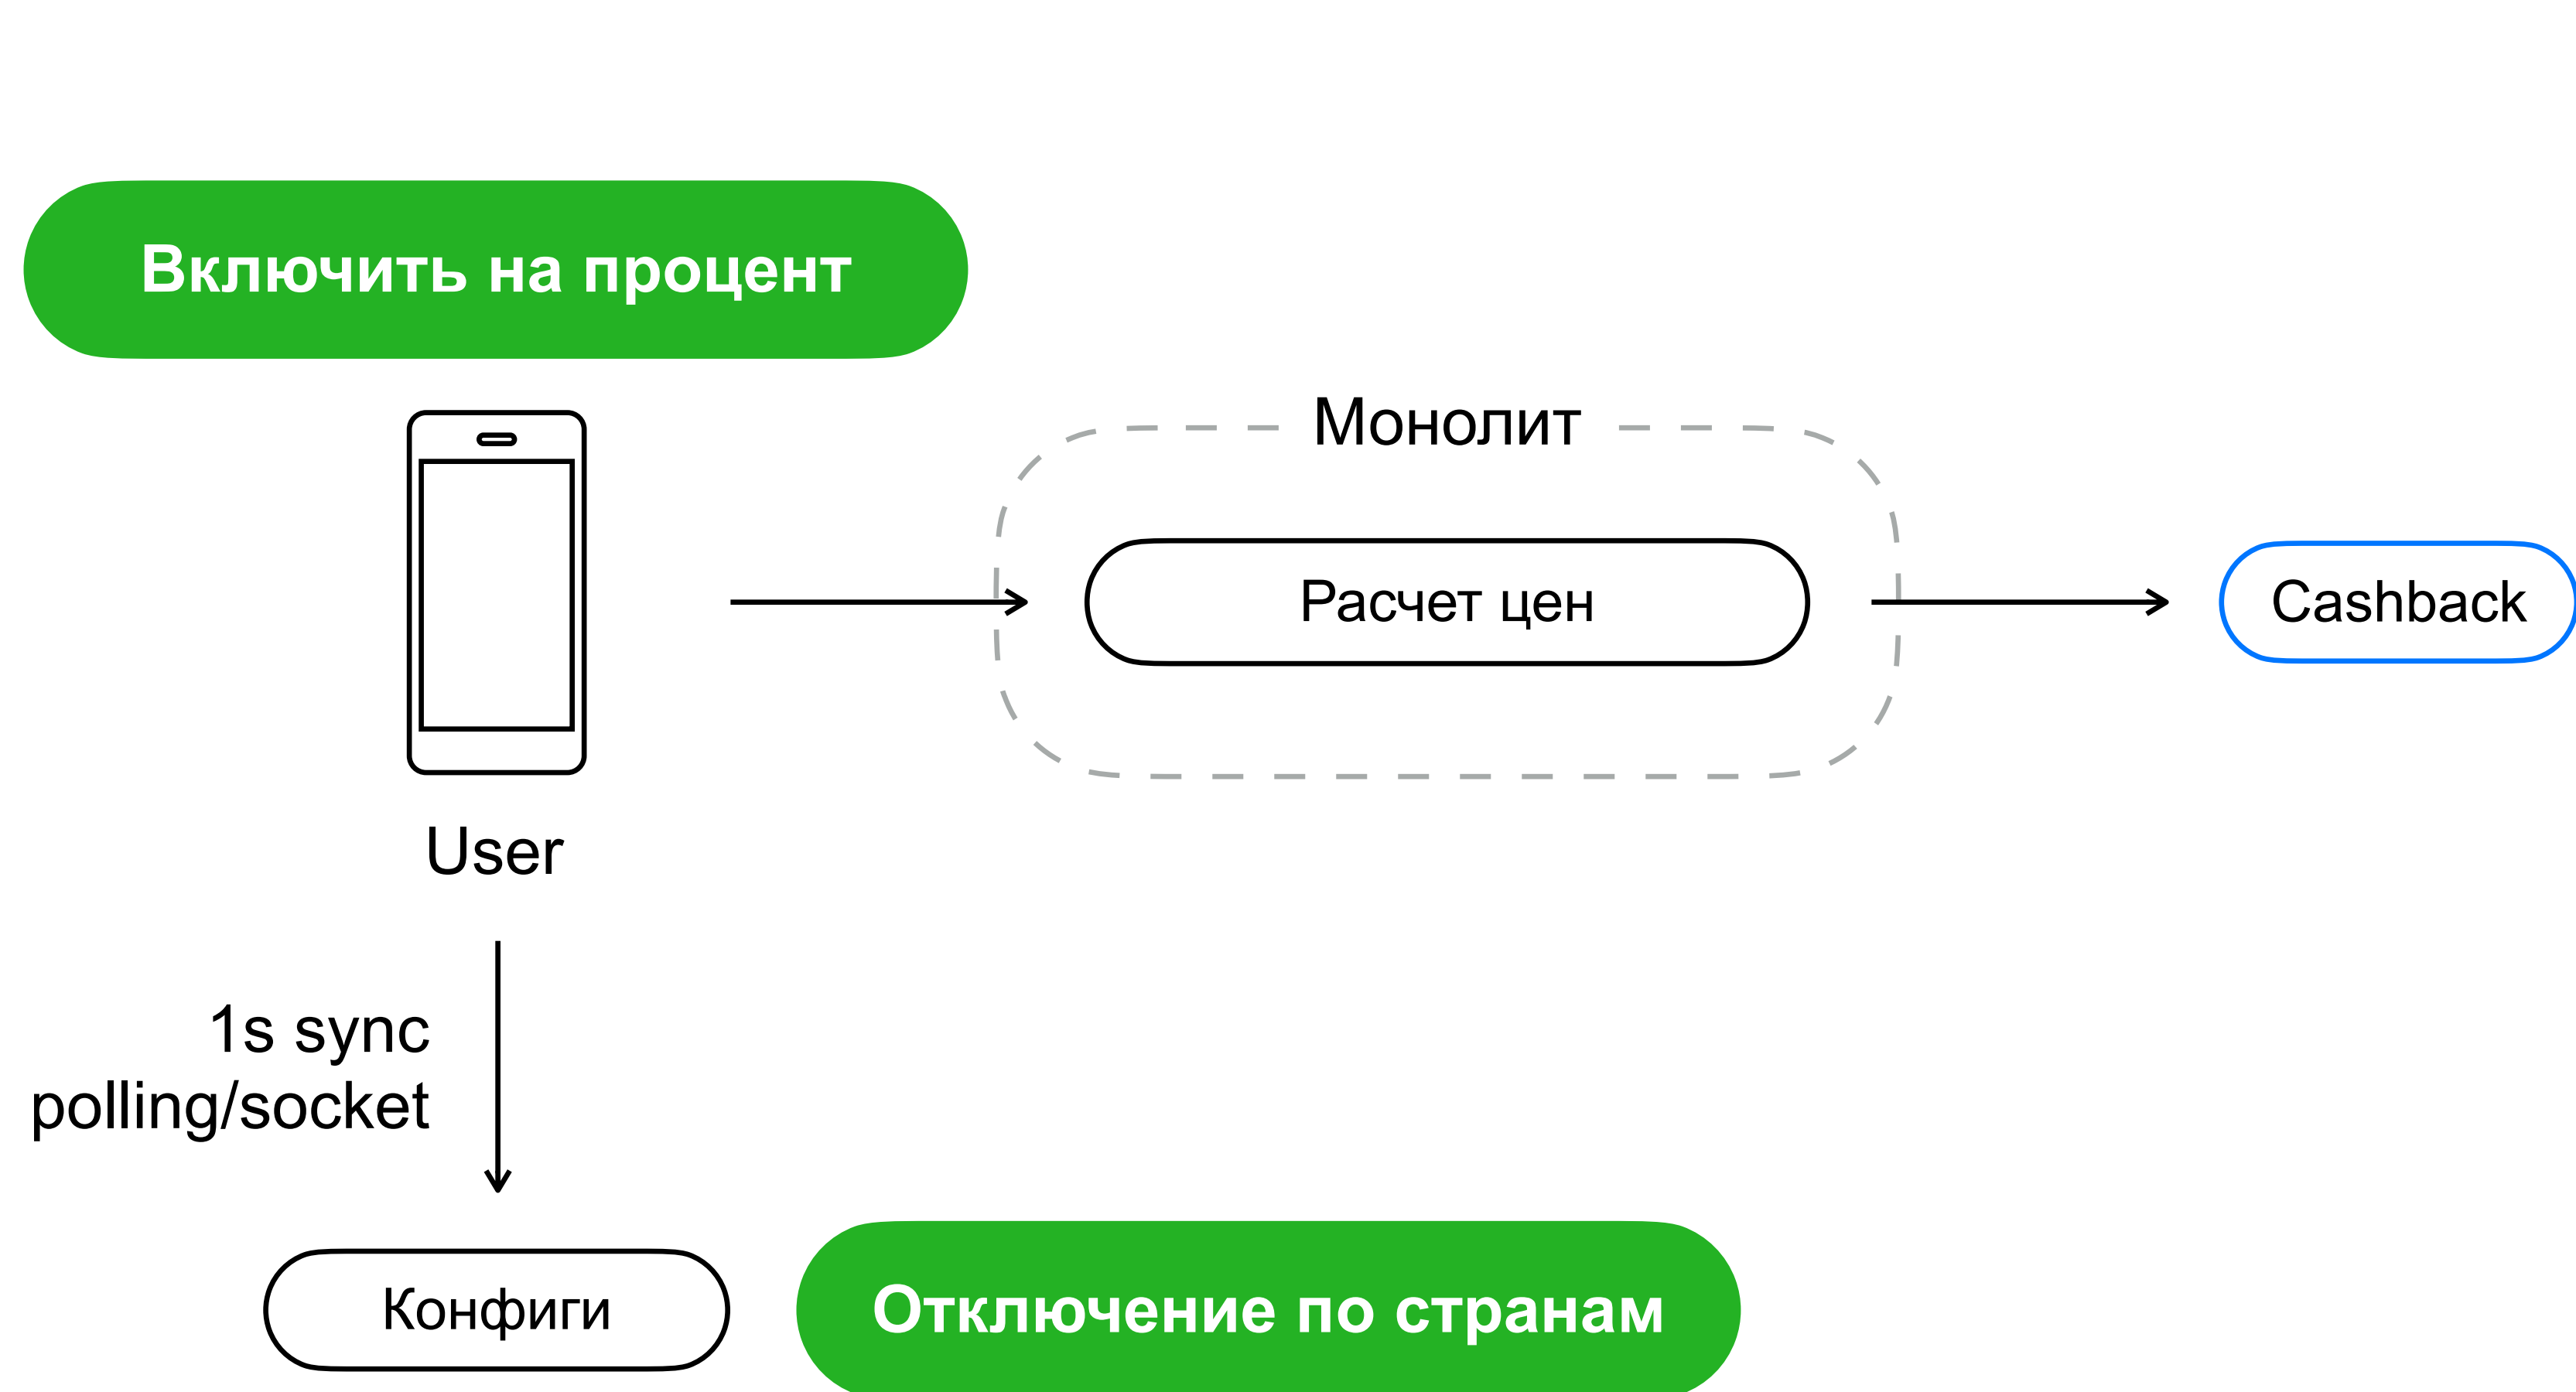 Включить на процент
Монолит
Расчет цен
Cashback
User
1s sync
polling/socket
Конфиги
Отключение по странам